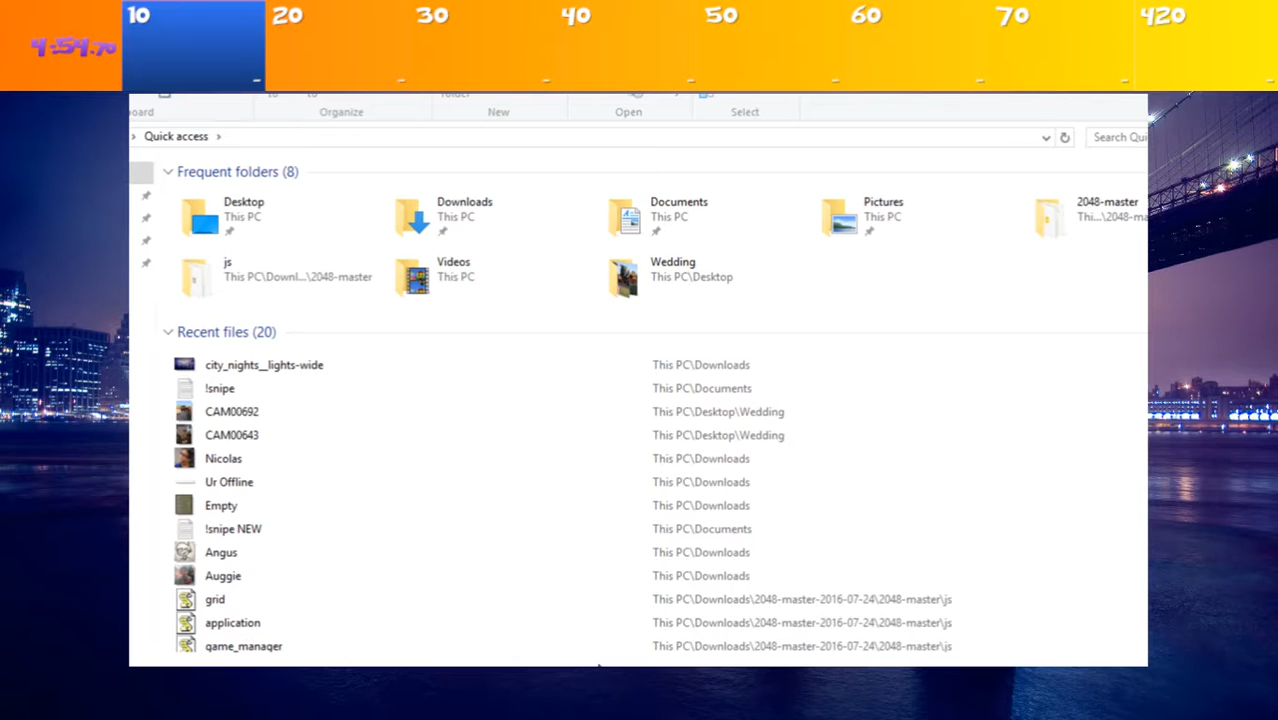 10 20 30 40 50 60 70 420
4:54.70
- - - - - - - -
Organize New Open Select
Quick access
Search Qui
Frequent folders (8)
Desktop
This PC
Downloads
This PC
Documents
This PC
Pictures
This PC
2048-master
Thi...\2048-ma
js
This PC\Downl...\2048-master
Videos
This PC
Wedding
This PC\Desktop
Recent files (20)
city_nights__lights-wide This PC\Downloads
!snipe This PC\Documents
CAM00692 This PC\Desktop\Wedding
CAM00643 This PC\Desktop\Wedding
Nicolas This PC\Downloads
Ur Offline This PC\Downloads
Empty This PC\Downloads
!snipe NEW This PC\Documents
Angus This PC\Downloads
Auggie This PC\Downloads
grid This PC\Downloads\2048-master-2016-07-24\2048-master\js
application This PC\Downloads\2048-master-2016-07-24\2048-master\js
game_manager This PC\Downloads\2048-master-2016-07-24\2048-master\js